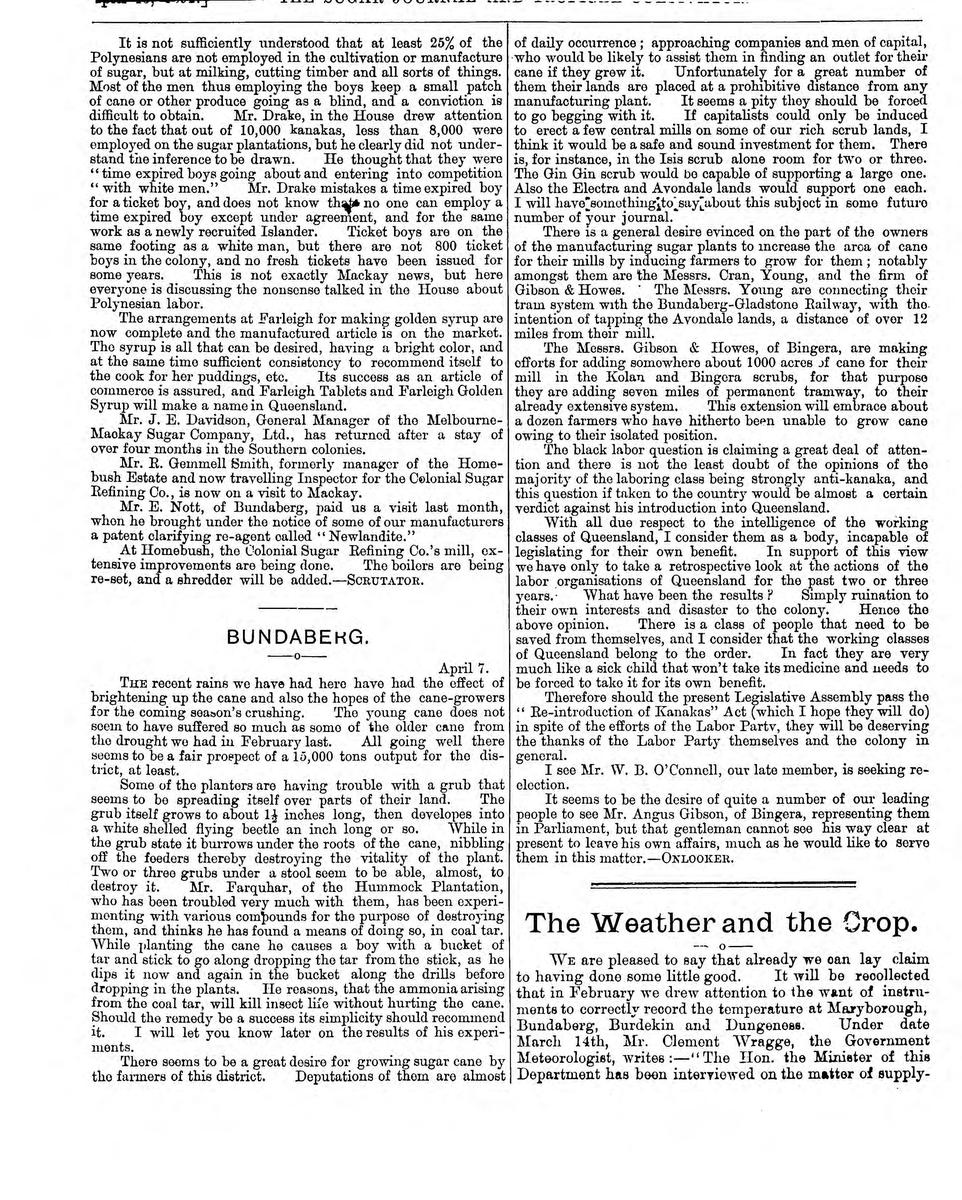 It is not sufficiently understood that at least 25% of the
Polynesians are not employed in the cultivation or manufacture
of sugar, but at milking, cutting timber and all sorts of things.
Most of the men thus employing the boys keep a small patch
of cane or other produce going as a blind, and a conviction is
difficult to obtain. Mr. Drake, in the House drew attention
to the fact that out of 10,000 kanakas, less than 8,000 were
employed on the sugar plantations, but he clearly did not under-
stand the inference to be drawn. He thought that they were
"time expired boys going about and entering into competition
"with white men." Mr. Drake mistakes a time expired boy
for a ticket boy, and does not know that no one can employ a
time expired boy except under agreement, and for the same
work as a newly recruited Islander. Ticket boys are on the
same footing as a white man, but there are not 800 ticket
boys in the colony, and no fresh tickets have been issued for
some years. This is not exactly Mackay news, but here
everyone is discussing the nonsense talked in the House about
Polynesian labor.
The arrangements at Farleigh for making golden syrup are
now complete and the manufactured article is on the market.
The syrup is all that can be desired, having a bright color, and
at the same time sufficient consistency to recommend itself to
the cook for her puddings, etc. Its success as an article of
commerce is assured, and Farleigh Tablets and Farleigh Golden
Syrup will make a name in Queensland.
Mr. J. E. Davidson, General Manager of the Melbourne-
Mackay Sugar Company, Ltd., has returned after a stay of
over four months in the Southern colonies.
Mr. R. Gemmell Smith, formerly manager of the Home-
bush Estate and now travelling Inspector for the Colonial Sugar
Refining Co., is now on a visit to Mackay.
Mr. E. Nott, of Bundaberg, paid us a visit last month,
when he brought under the notice of some of our manufacturers
a patent clarifying re-agent called "Newlandite."
At Homebush, the Colonial Sugar Refining Co.'s mill, ex-
tensive improvements are being done. The boilers are being
re-set, and a shredder will be added.—SCRUTATOR.
BUNDABERG.
—o—
April 7.
THE recent rains we have had here have had the effect of
brightening up the cane and also the hopes of the cane-growers
for the coming season's crushing. The young cane does not
seem to have suffered so much as some of the older cane from
the drought we had in February last. All going well there
seems to be a fair prospect of a 15,000 tons output for the dis-
trict, at least.
Some of the planters are having trouble with a grub that
seems to be spreading itself over parts of their land. The
grub itself grows to about 1½ inches long, then developes into
a white shelled flying beetle an inch long or so. While in
the grub state it burrows under the roots of the cane, nibbling
off the feeders thereby destroying the vitality of the plant.
Two or three grubs under a stool seem to be able, almost, to
destroy it. Mr. Farquhar, of the Hummock Plantation,
who has been troubled very much with them, has been experi-
menting with various compounds for the purpose of destroying
them, and thinks he has found a means of doing so, in coal tar.
While planting the cane he causes a boy with a bucket of
tar and stick to go along dropping the tar from the stick, as he
dips it now and again in the bucket along the drills before
dropping in the plants. He reasons, that the ammonia arising
from the coal tar, will kill insect life without hurting the cane.
Should the remedy be a success its simplicity should recommend
it. I will let you know later on the results of his experi-
ments.
There seems to be a great desire for growing sugar cane by
the farmers of this district. Deputations of them are almost
of daily occurrence; approaching companies and men of capital,
who would be likely to assist them in finding an outlet for their
cane if they grew it. Unfortunately for a great number of
them their lands are placed at a prohibitive distance from any
manufacturing plant. It seems a pity they should be forced
to go begging with it. If capitalists could only be induced
to erect a few central mills on some of our rich scrub lands, I
think it would be a safe and sound investment for them. There
is, for instance, in the Isis scrub alone room for two or three.
The Gin Gin scrub would be capable of supporting a large one.
Also the Electra and Avondale lands would support one each.
I will have something to say about this subject in some future
number of your journal.
There is a general desire evinced on the part of the owners
of the manufacturing sugar plants to increase the area of cane
for their mills by inducing farmers to grow for them; notably
amongst them are the Messrs. Cran, Young, and the firm of
Gibson & Howes. The Messrs. Young are connecting their
tram system with the Bundaberg-Gladstone Railway, with the
intention of tapping the Avondale lands, a distance of over 12
miles from their mill.
The Messrs. Gibson & Howes, of Bingera, are making
efforts for adding somewhere about 1000 acres of cane for their
mill in the Kolan and Bingera scrubs, for that purpose
they are adding seven miles of permanent tramway, to their
already extensive system. This extension will embrace about
a dozen farmers who have hitherto been unable to grow cane
owing to their isolated position.
The black labor question is claiming a great deal of atten-
tion and there is not the least doubt of the opinions of the
majority of the laboring class being strongly anti-kanaka, and
this question if taken to the country would be almost a certain
verdict against his introduction into Queensland.
With all due respect to the intelligence of the working
classes of Queensland, I consider them as a body, incapable of
legislating for their own benefit. In support of this view
we have only to take a retrospective look at the actions of the
labor organisations of Queensland for the past two or three
years. What have been the results? Simply ruination to
their own interests and disaster to the colony. Hence the
above opinion. There is a class of people that need to be
saved from themselves, and I consider that the working classes
of Queensland belong to the order. In fact they are very
much like a sick child that won't take its medicine and needs to
be forced to take it for its own benefit.
Therefore should the present Legislative Assembly pass the
"Re-introduction of Kanakas" Act (which I hope they will do)
in spite of the efforts of the Labor Party, they will be deserving
the thanks of the Labor Party themselves and the colony in
general.
I see Mr. W. B. O'Connell, our late member, is seeking re-
election.
It seems to be the desire of quite a number of our leading
people to see Mr. Angus Gibson, of Bingera, representing them
in Parliament, but that gentleman cannot see his way clear at
present to leave his own affairs, much as he would like to serve
them in this matter.—ONLOOKER.
The Weather and the Crop.
—o—
WE are pleased to say that already we can lay claim
to having done some little good. It will be recollected
that in February we drew attention to the want of instru-
ments to correctly record the temperature at Maryborough,
Bundaberg, Burdekin and Dungeness. Under date
March 14th, Mr. Clement Wragge, the Government
Meteorologist, writes:—"The Hon. the Minister of this
Department has been interviewed on the matter of supply-